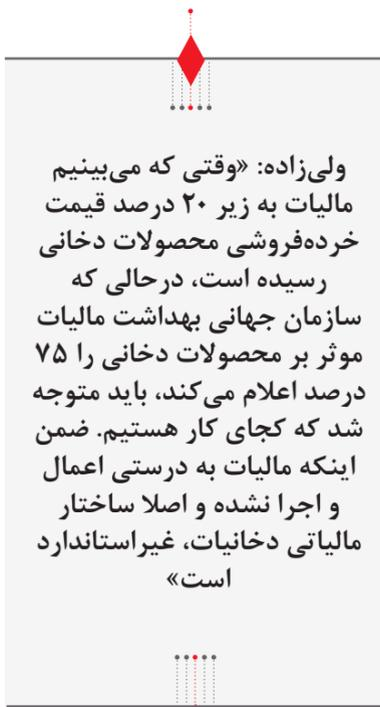 ولی‌زاده: «وقتی که می‌بینیم
مالیات به زیر ۲۰ درصد قیمت
خرده‌فروشی محصولات دخانی
رسیده است، درحالی که
سازمان جهانی بهداشت مالیات
موثر بر محصولات دخانی را ۷۵
درصد اعلام می‌کند، باید متوجه
شد که کجای کار هستیم. ضمن
اینکه مالیات به درستی اعمال
و اجرا نشده و اصلا ساختار
مالیاتی دخانیات، غیراستاندارد
است»